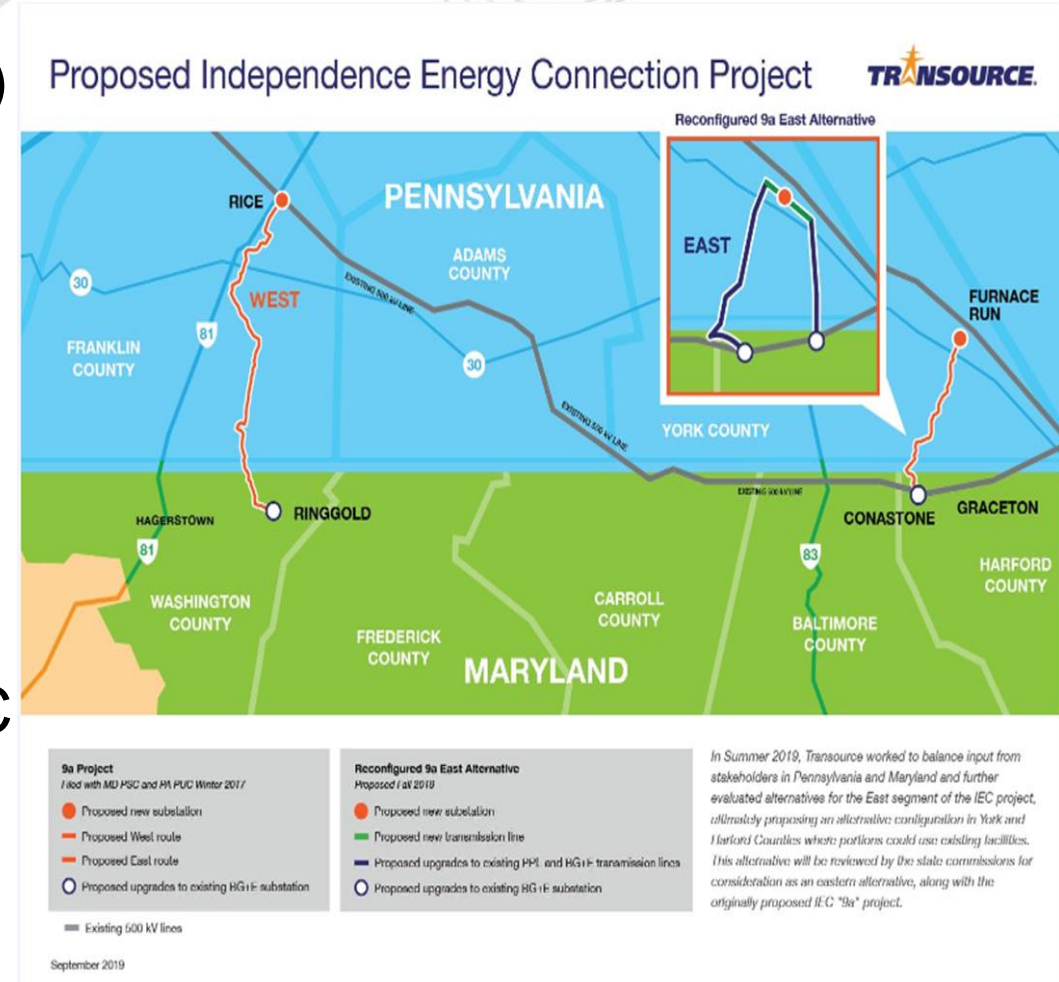 Proposed Independence Energy Connection Project
TRANSOURCE.
Reconfigured 9a East Alternative
RICE
PENNSYLVANIA
ADAMS
COUNTY
EAST
30
WEST
EXISTING 500 kV LINE
FURNACE
RUN
81
FRANKLIN
COUNTY
30
EXISTING 500 kV LINE
YORK COUNTY
EXISTING 500 kV LINE
RINGGOLD
HAGERSTOWN
CONASTONE
GRACETON
81
83
HARFORD
COUNTY
WASHINGTON
COUNTY
CARROLL
COUNTY
BALTIMORE
COUNTY
FREDERICK
COUNTY
MARYLAND
9a Project
Filed with MD PSC and PA PUC Winter 2017
Proposed new substation
Proposed West route
Proposed East route
Proposed upgrades to existing BG+E substation
Existing 500 kV lines
Reconfigured 9a East Alternative
Proposed Fall
Proposed new substation
Proposed new transmission line
Proposed upgrades to existing PPL and BG+E transmission lines
Proposed upgrades to existing BG+E substation
In Summer 2019, Transource worked to balance input from
stakeholders in Pennsylvania and Maryland and further
evaluated alternatives for the East segment of the IEC project,
ultimately proposing an alternative configuration in York and
Harford Counties where portions could use existing facilities.
This alternative will be reviewed by the state commissions for
consideration as an eastern alternative, along with the
originally proposed IEC "9a" project.
September 2019